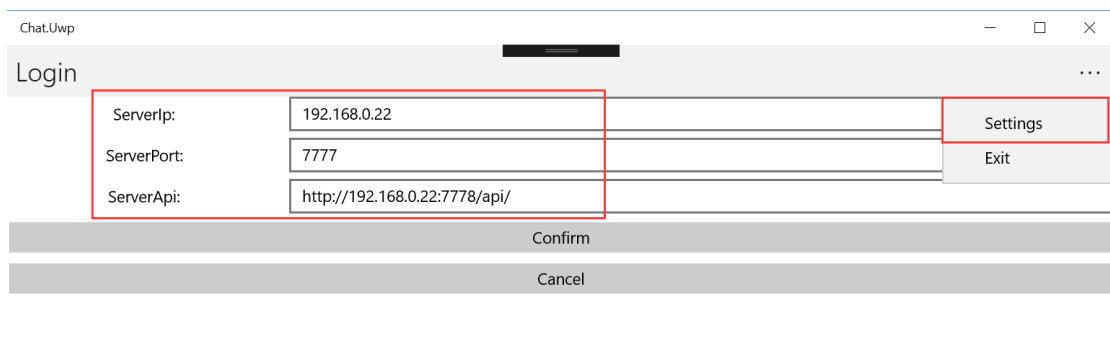 Chat.Uwp
Login
ServerIp: 192.168.0.22
Settings
ServerPort: 7777
Exit
ServerApi: http://192.168.0.22:7778/api/
Confirm
Cancel